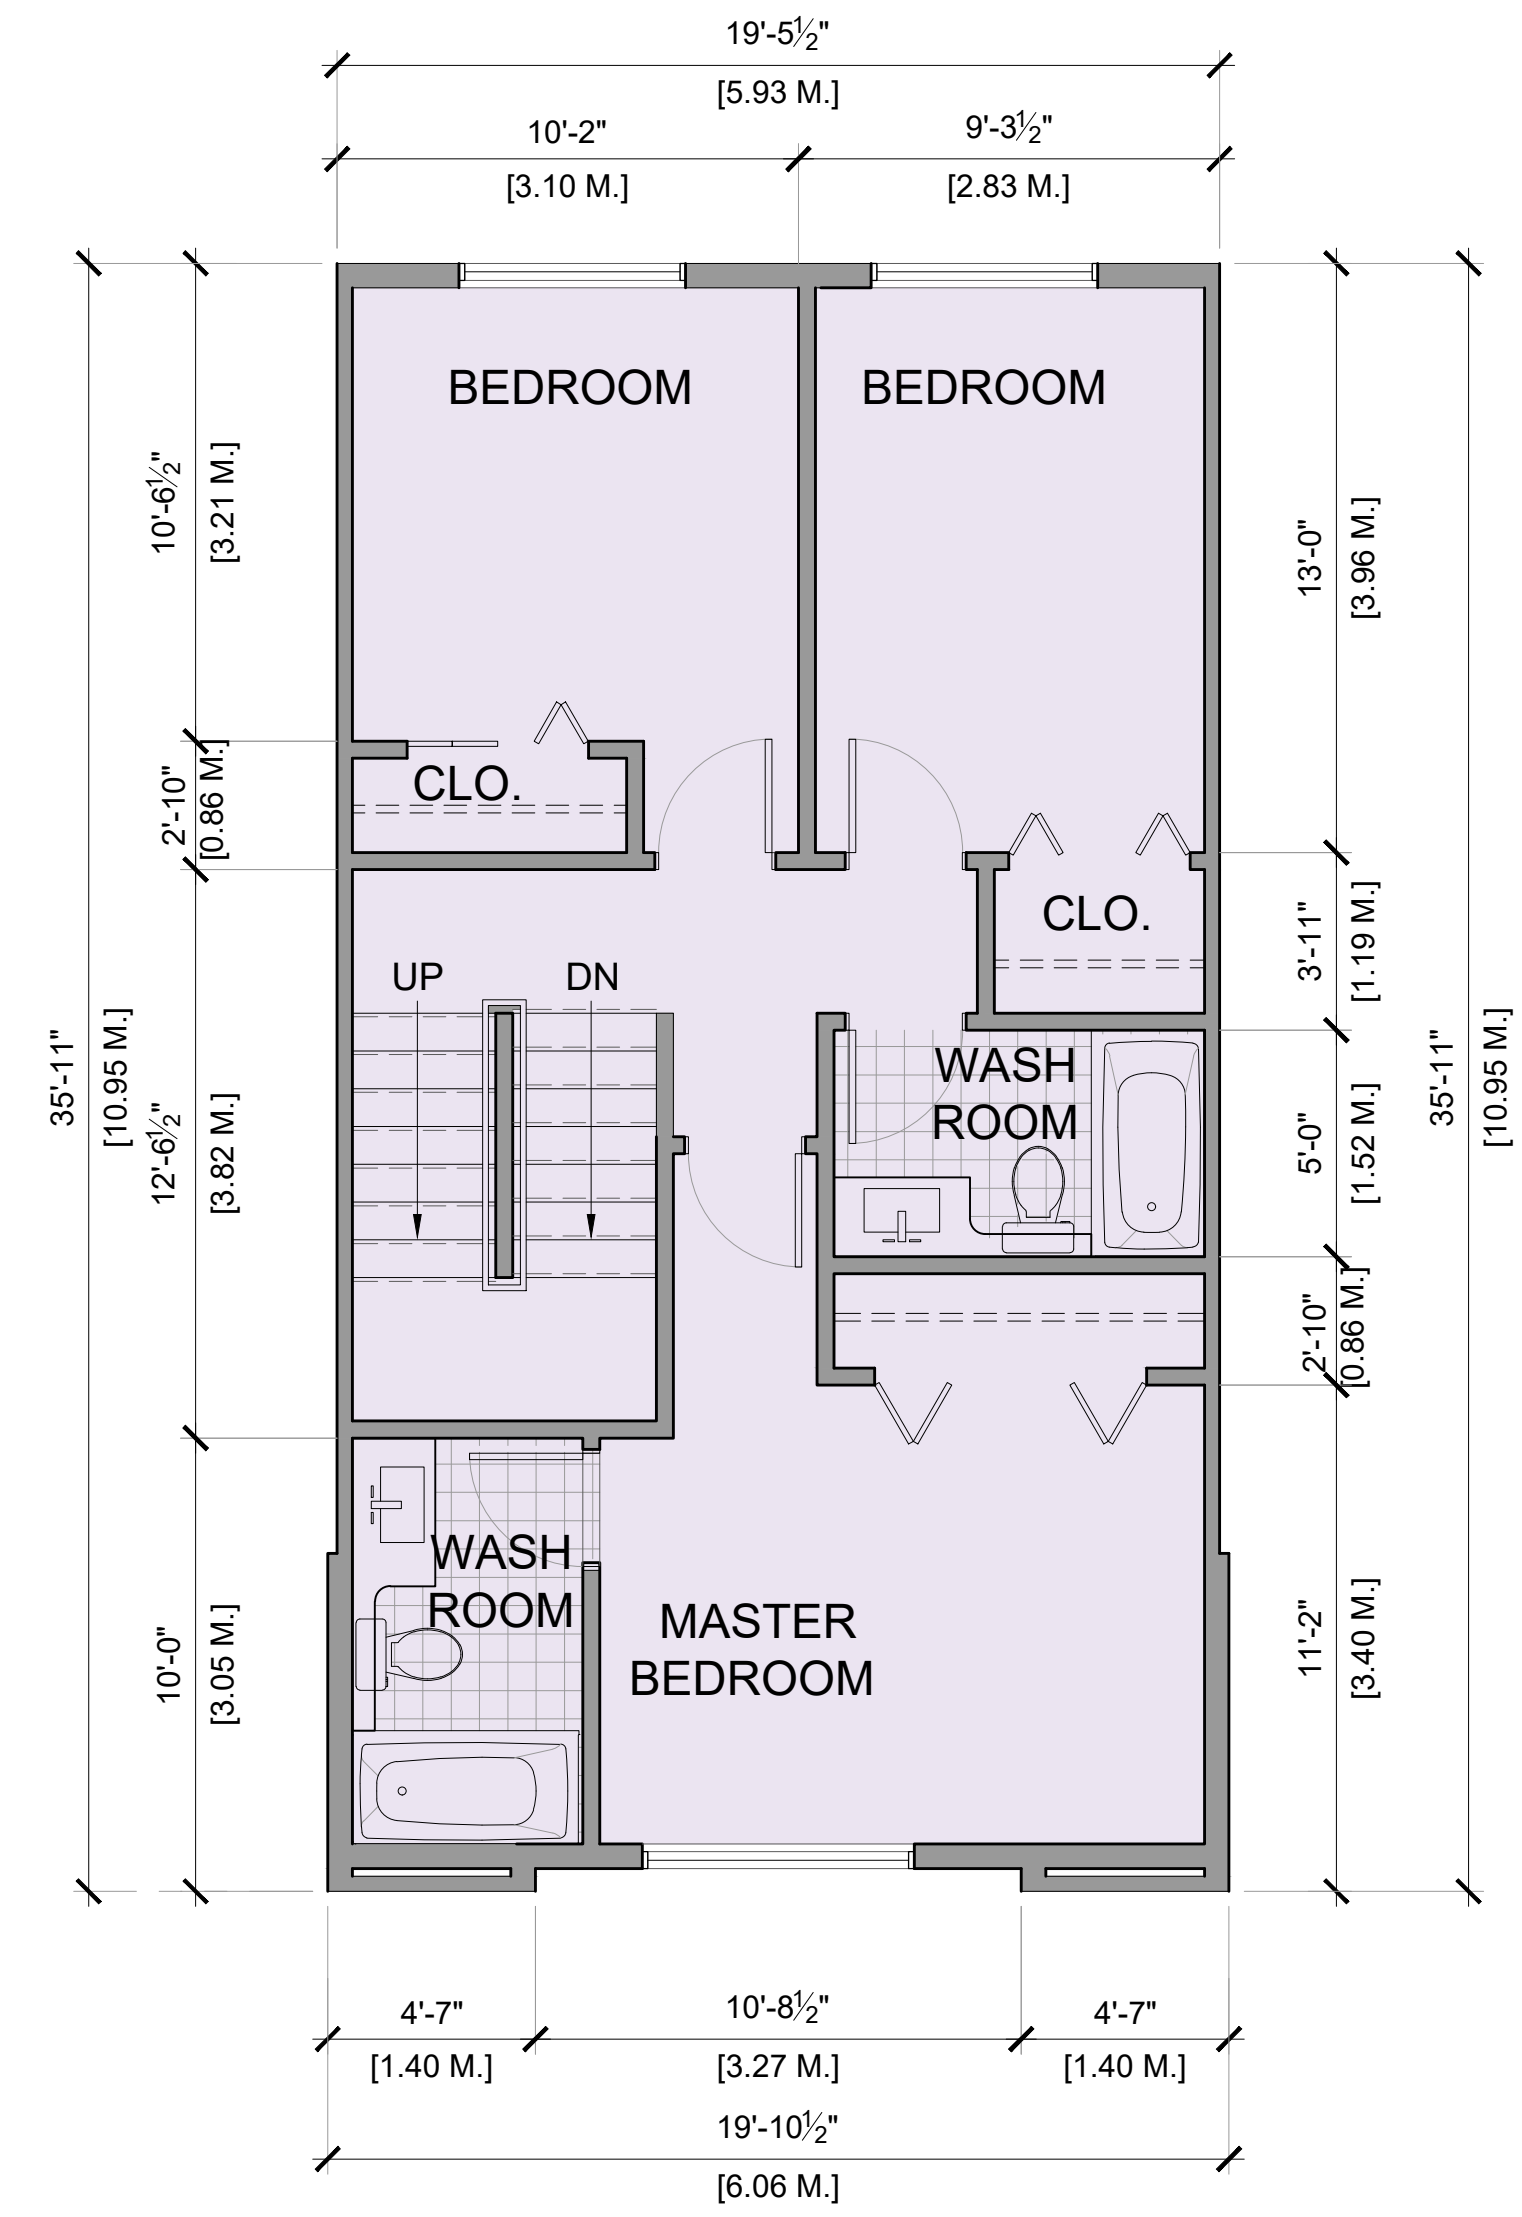 19'-5½"
[5.93 M.]
10'-2"
9'-3½"
[3.10 M.]
[2.83 M.]
BEDROOM
BEDROOM
10'-6½"
[3.21 M.]
13'-0"
[3.96 M.]
2'-10"
[0.86 M.]
CLO.
CLO.
3'-11"
[1.19 M.]
UP
DN
35'-11"
[10.95 M.]
12'-6½"
[3.82 M.]
WASH
ROOM
5'-0"
[1.52 M.]
35'-11"
[10.95 M.]
2'-10"
[0.86 M.]
WASH
ROOM
MASTER
BEDROOM
10'-0"
[3.05 M.]
11'-2"
[3.40 M.]
4'-7"
10'-8½"
4'-7"
[1.40 M.]
[3.27 M.]
[1.40 M.]
19'-10½"
[6.06 M.]